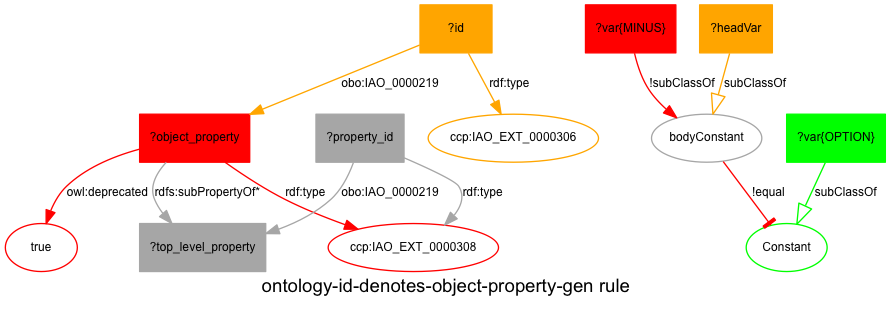 ?id
?var{MINUS}
?headVar
obo:IAO_0000219
rdf:type
!subClassOf
subClassOf
?object_property
?property_id
ccp:IAO_EXT_0000306
bodyConstant
?var{OPTION}
owl:deprecated
rdfs:subPropertyOf*
rdf:type
obo:IAO_0000219
rdf:type
!equal
subClassOf
true
?top_level_property
ccp:IAO_EXT_0000308
Constant
ontology-id-denotes-object-property-gen rule